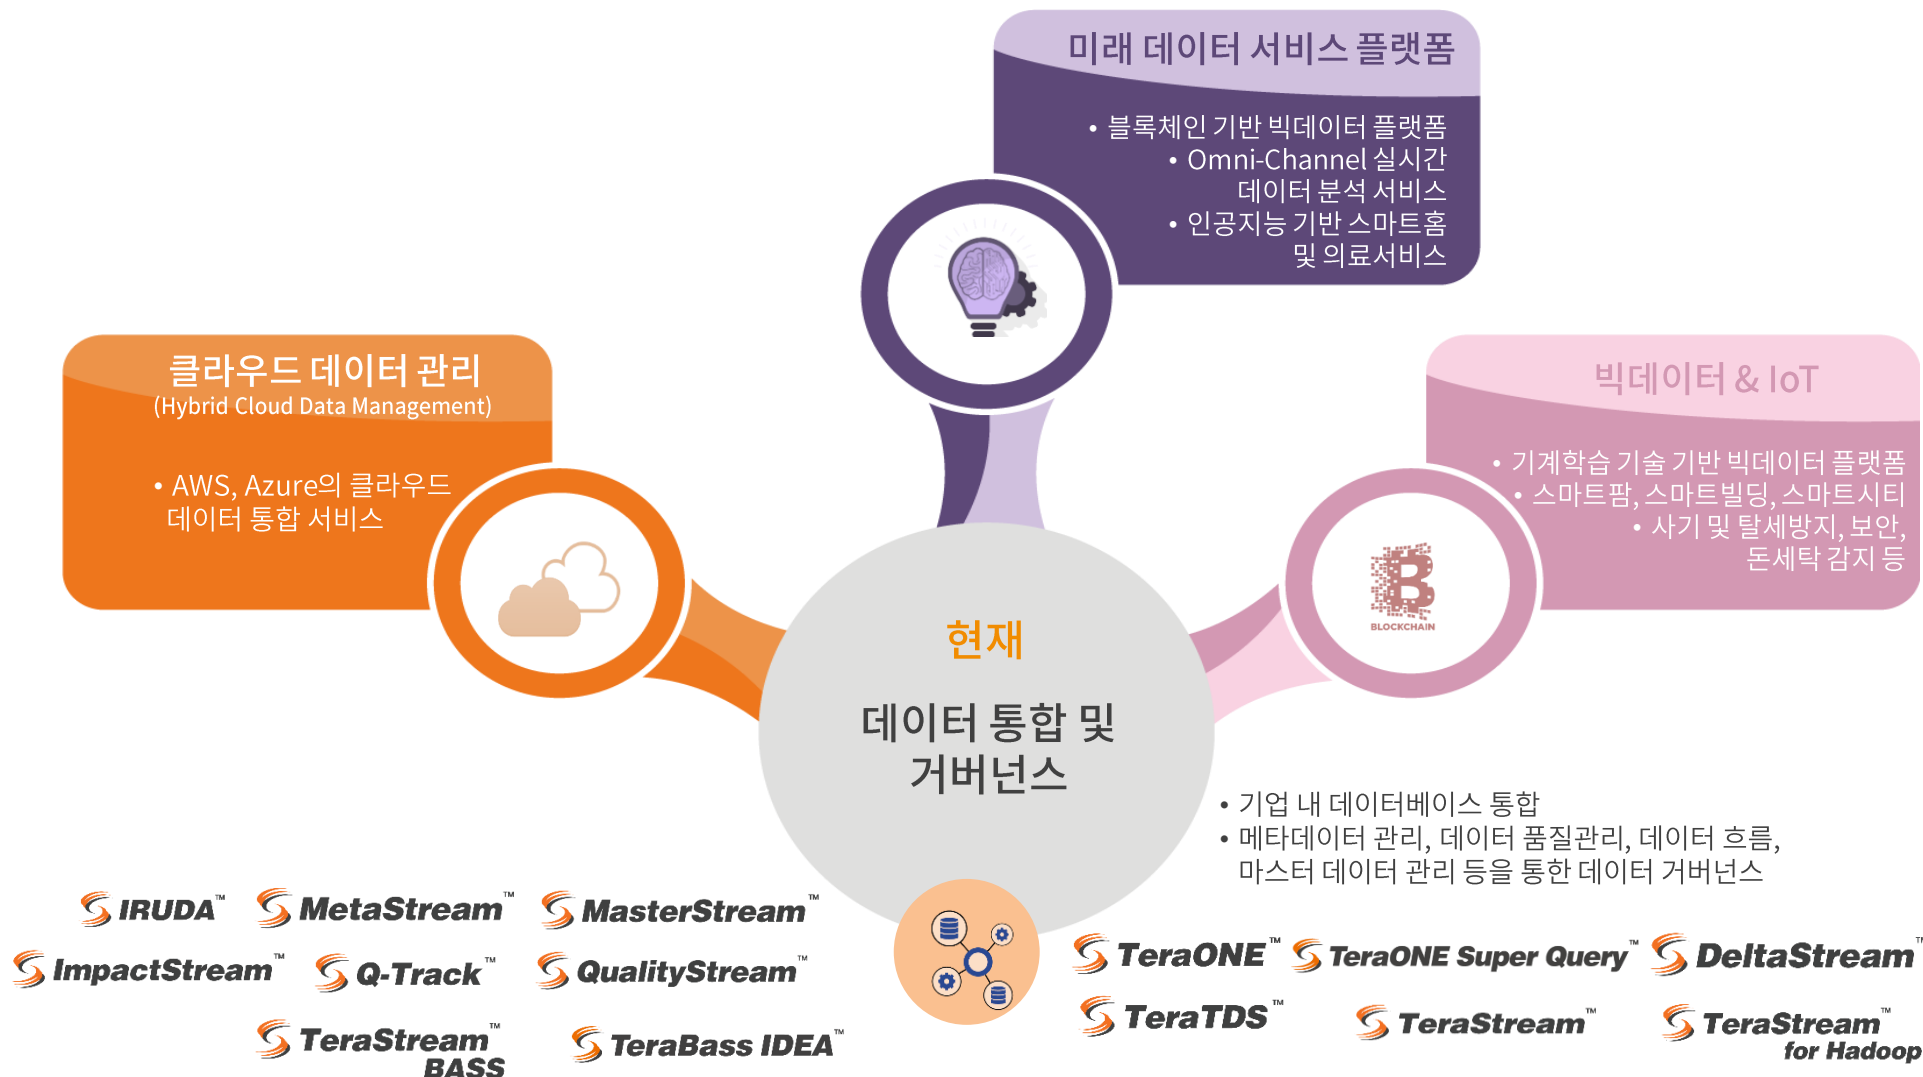 미래 데이터 서비스 플랫폼
• 블록체인 기반 빅데이터 플랫폼
• Omni-Channel 실시간
데이터 분석 서비스
• 인공지능 기반 스마트홈
및 의료서비스
클라우드 데이터 관리
(Hybrid Cloud Data Management)
• AWS, Azure의 클라우드
데이터 통합 서비스
빅데이터 & IoT
• 기계학습 기술 기반 빅데이터 플랫폼
• 스마트팜, 스마트빌딩, 스마트시티
• 사기 및 탈세방지, 보안,
돈세탁 감지 등
BLOCKCHAIN
현재
데이터 통합 및
거버넌스
• 기업 내 데이터베이스 통합
• 메타데이터 관리, 데이터 품질관리, 데이터 흐름,
마스터 데이터 관리 등을 통한 데이터 거버넌스
IRUDA™
MetaStream™
MasterStream™
ImpactStream™
Q-Track™
QualityStream™
TeraStream™
BASS
TeraBass IDEA™
TeraONE™
TeraONE Super Query™
DeltaStream™
TeraTDS™
TeraStream™
TeraStream™
for Hadoop